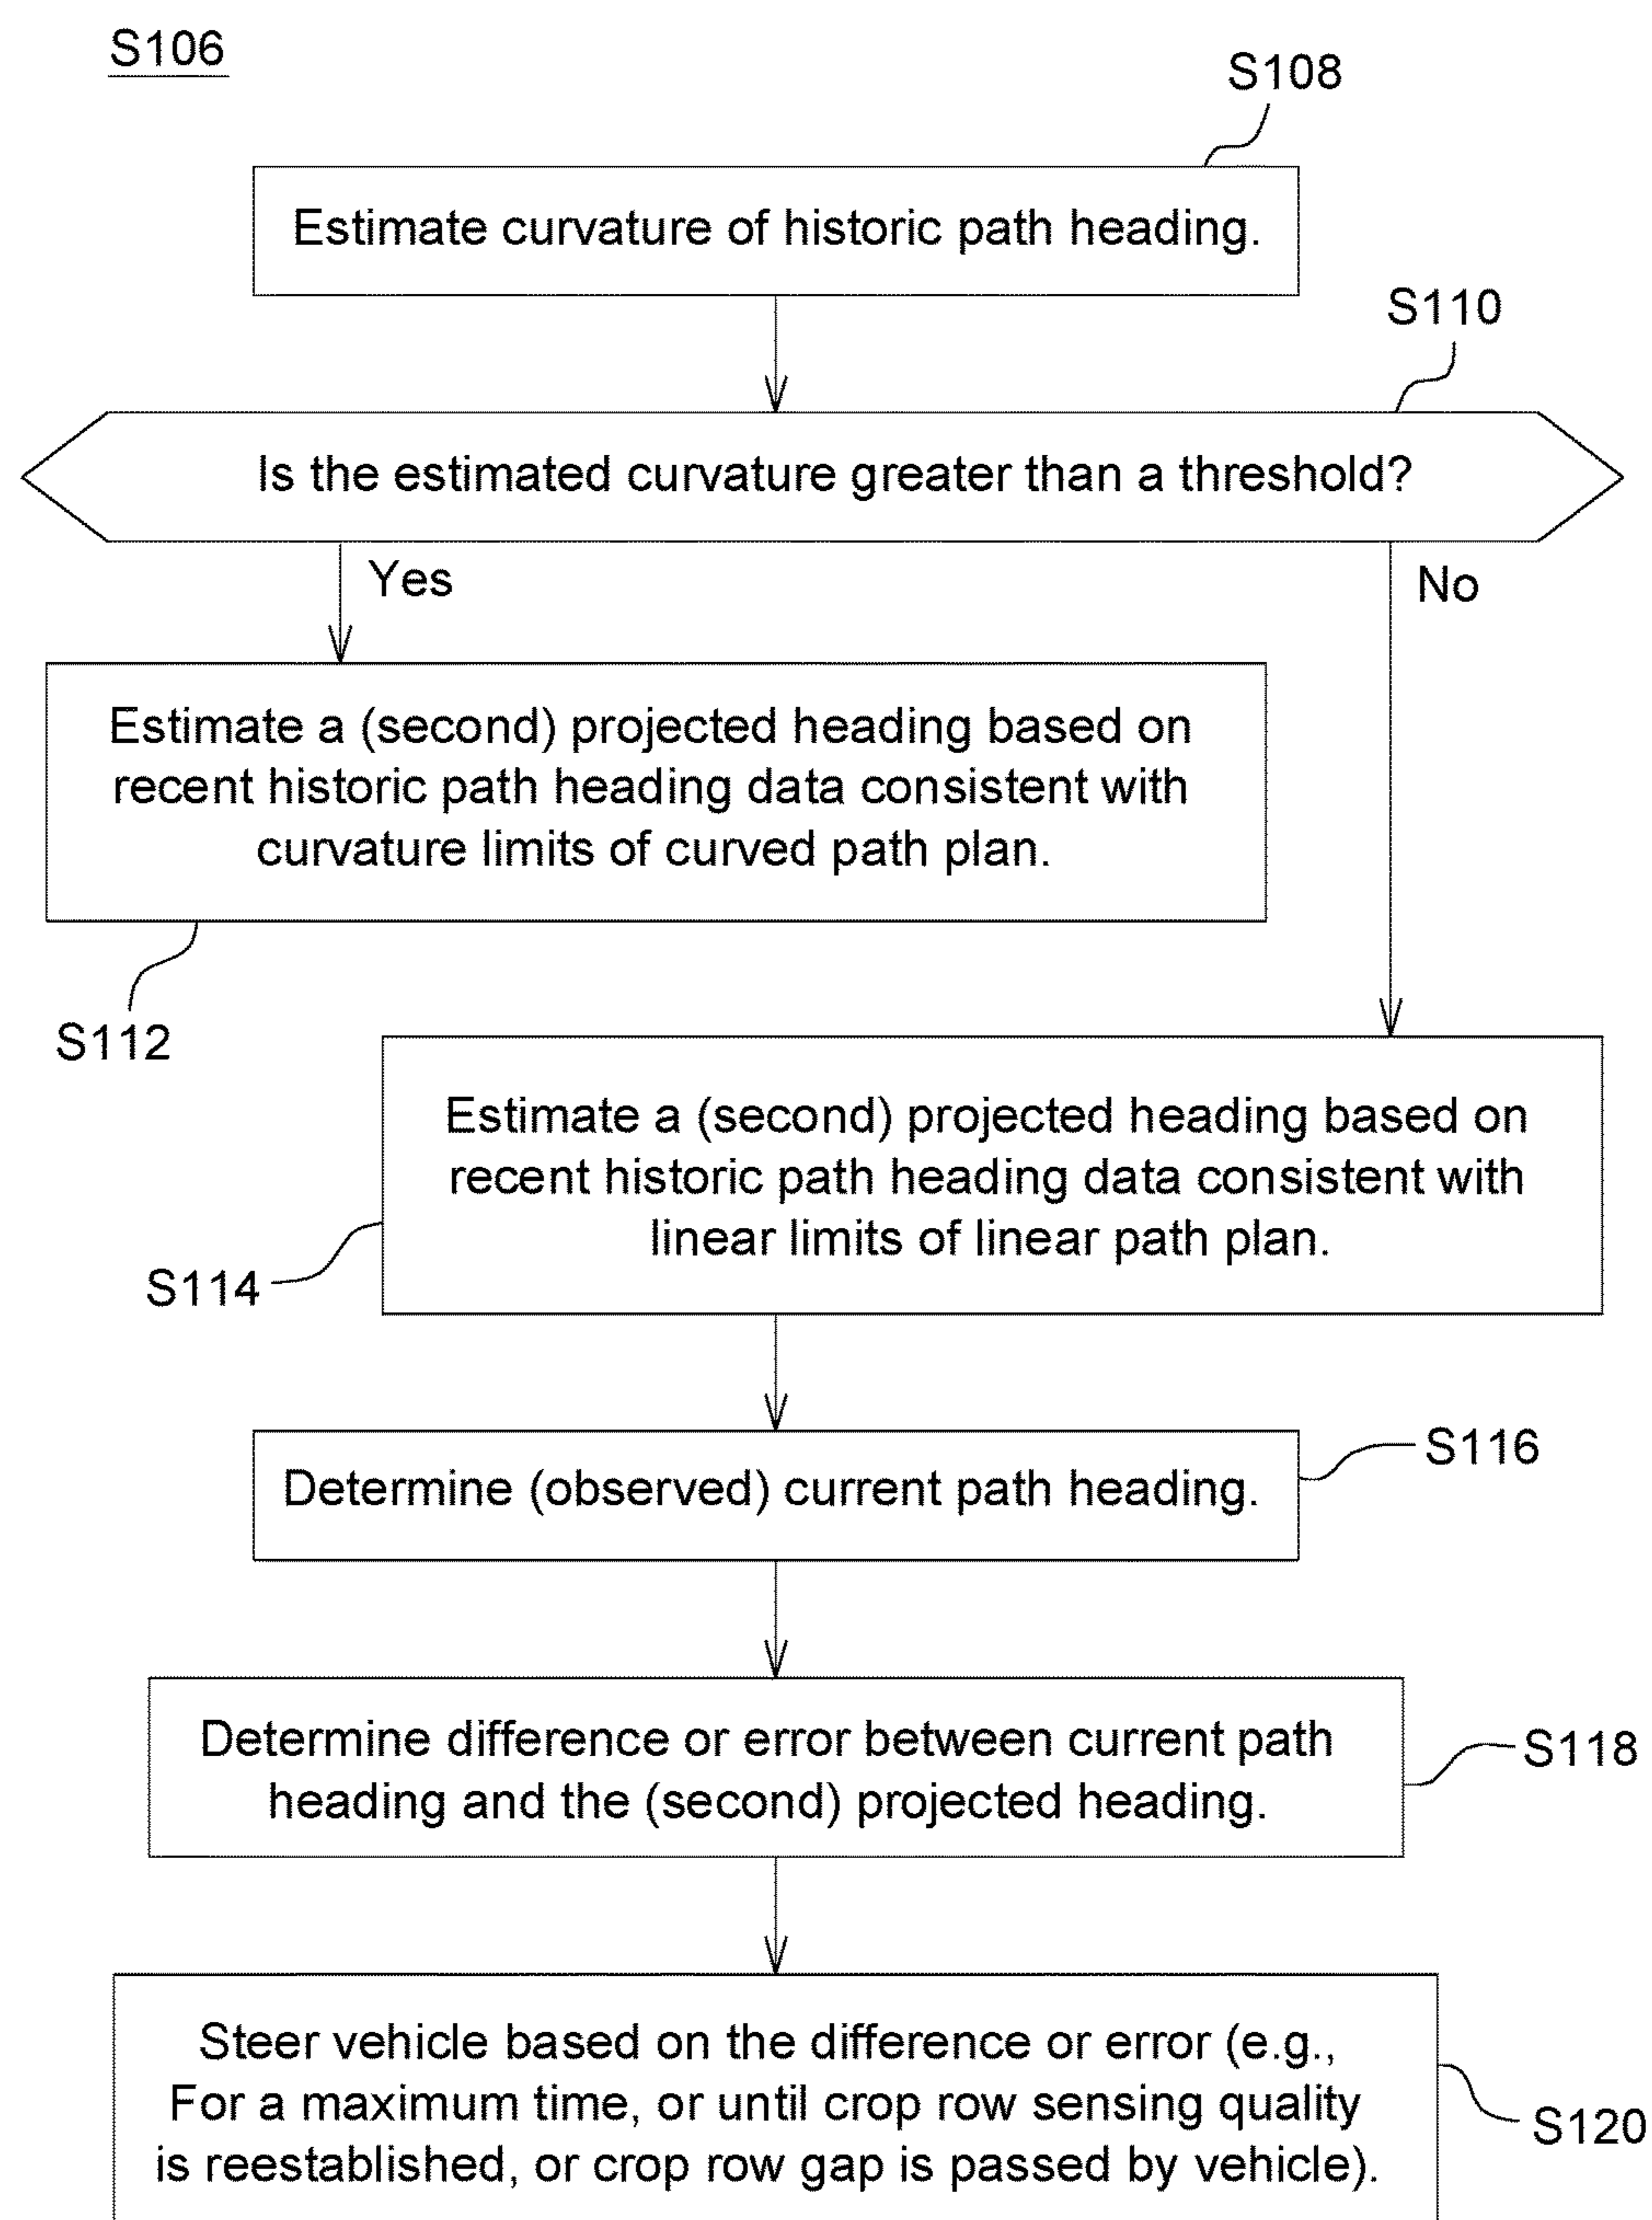 S106
S108
Estimate curvature of historic path heading.
S110
Is the estimated curvature greater than a threshold?
Yes
No
Estimate a (second) projected heading based on
recent historic path heading data consistent with
curvature limits of curved path plan.
S112
Estimate a (second) projected heading based on
recent historic path heading data consistent with
linear limits of linear path plan.
S114
Determine (observed) current path heading.
S116
Determine difference or error between current path
heading and the (second) projected heading.
S118
Steer vehicle based on the difference or error (e.g.,
For a maximum time, or until crop row sensing quality
is reestablished, or crop row gap is passed by vehicle).
S120